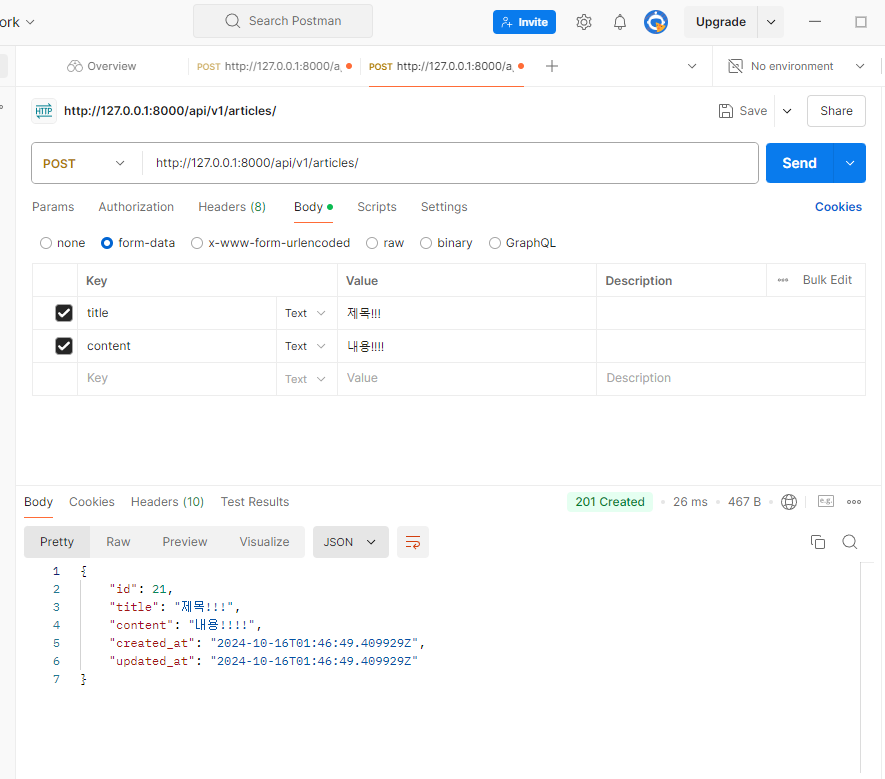 ork
Search Postman
Invite
Upgrade
Overview
POST http://127.0.0.1:8000/a
POST http://127.0.0.1:8000/a
No environment
HTTP http://127.0.0.1:8000/api/v1/articles/
Save
Share
POST
http://127.0.0.1:8000/api/v1/articles/
Send
Params Authorization Headers (8) Body Scripts Settings Cookies
none form-data x-www-form-urlencoded raw binary GraphQL
Key Value Description Bulk Edit
title Text 제목!!!
content Text 내용!!!!
Key Text Value Description
Body Cookies Headers (10) Test Results 201 Created 26 ms 467 B e.g.
Pretty Raw Preview Visualize JSON
1 {
2 "id": 21,
3 "title": "제목!!!",
4 "content": "내용!!!!",
5 "created_at": "2024-10-16T01:46:49.409929Z",
6 "updated_at": "2024-10-16T01:46:49.409929Z"
7 }